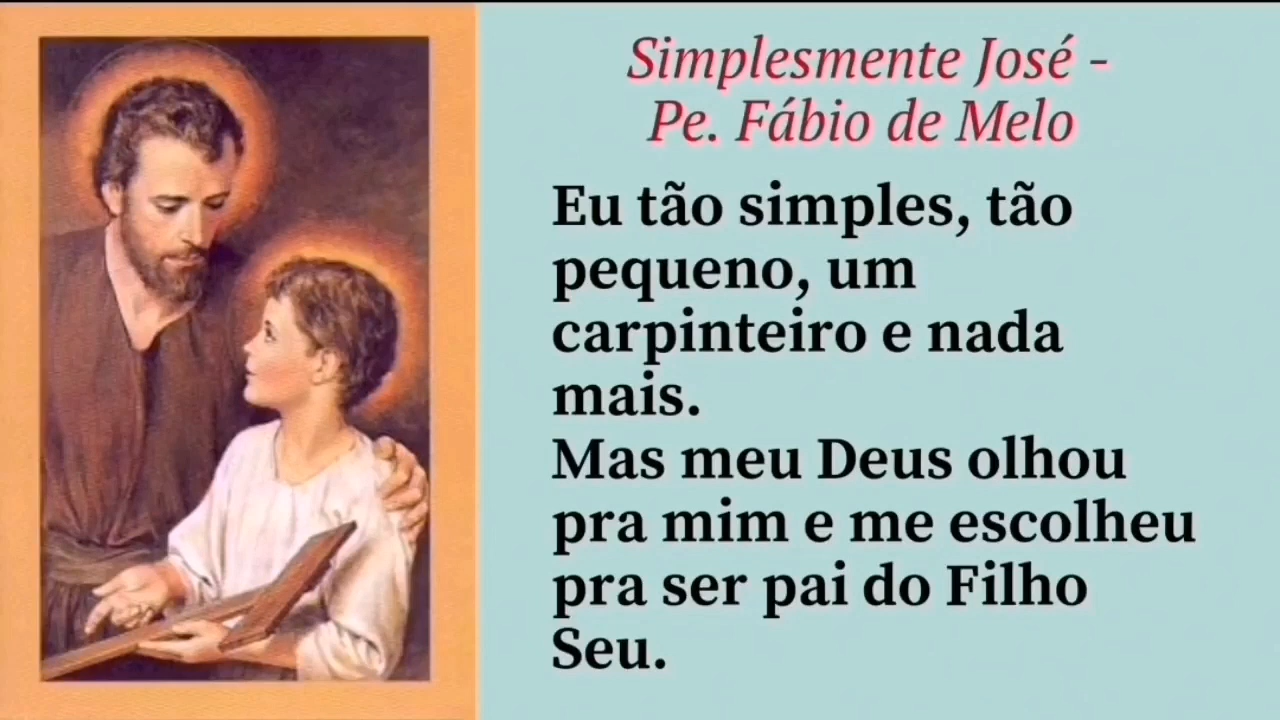 Simplesmente José -
Pe. Fábio de Melo
Eu tão simples, tão
pequeno, um
carpinteiro e nada
mais.
Mas meu Deus olhou
pra mim e me escolheu
pra ser pai do Filho
Seu.